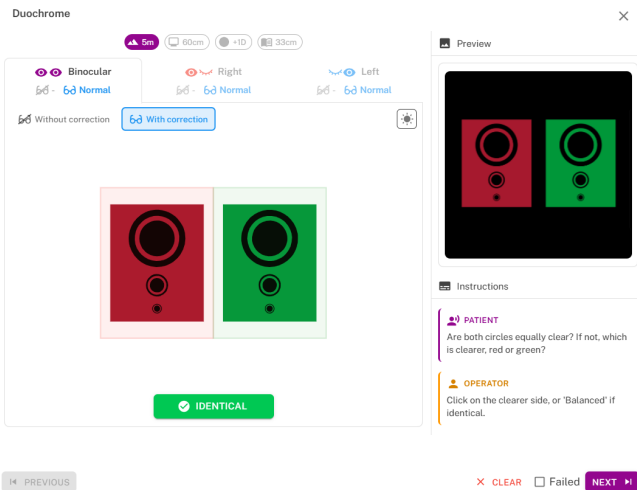 Duochrome
5m
60cm
+1D
33cm
Binocular
- Normal
Right
- Normal
Left
- Normal
Without correction
With correction
IDENTICAL
Preview
Instructions
PATIENT
Are both circles equally clear? If not, which
is clearer, red or green?
OPERATOR
Click on the clearer side, or 'Balanced' if
identical.
PREVIOUS
CLEAR
Failed
NEXT